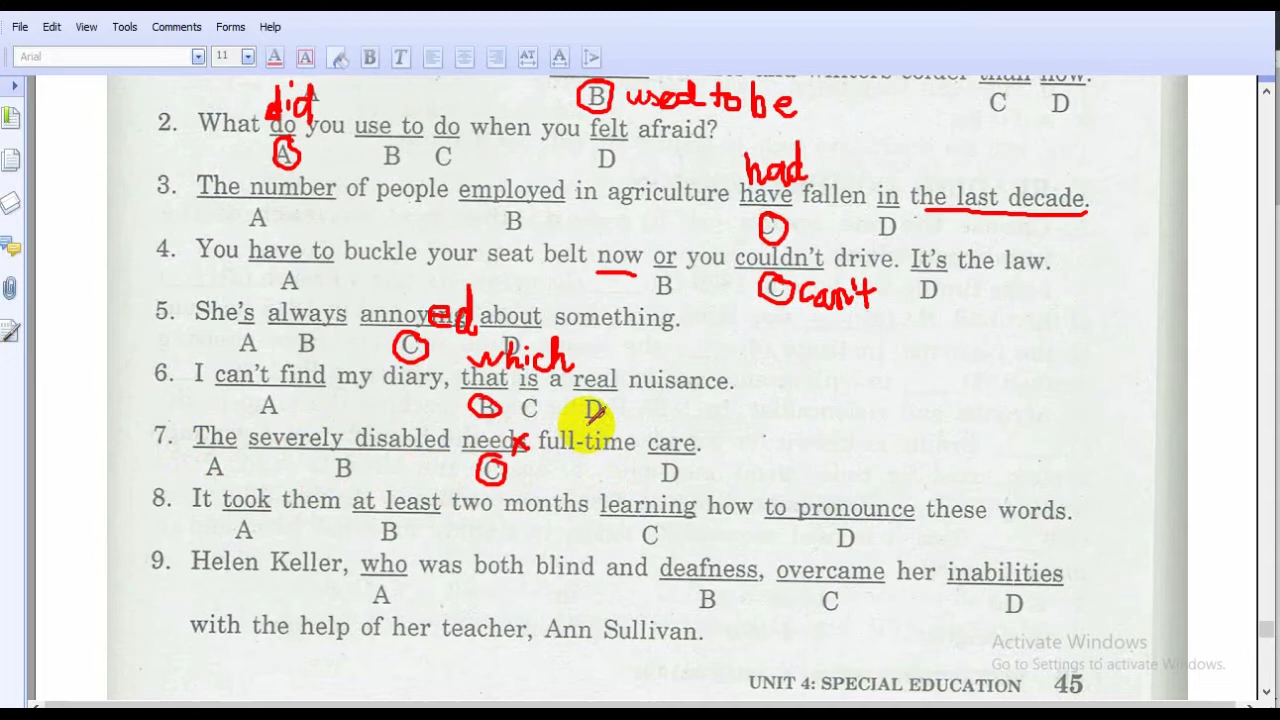 File Edit View Tools Comments Forms Help
Arial 11
than now.
B used to be C D
did
2. What do you use to do when you felt afraid?
A B C D
had
3. The number of people employed in agriculture have fallen in the last decade.
A B C D
4. You have to buckle your seat belt now or you couldn't drive. It's the law.
A B C can't D
ed
5. She's always annoying about something.
A B C D
which
6. I can't find my diary, that is a real nuisance.
A B C D
7. The severely disabled needs full-time care.
A B C D
8. It took them at least two months learning how to pronounce these words.
A B C D
9. Helen Keller, who was both blind and deafness, overcame her inabilities
A B C D
with the help of her teacher, Ann Sullivan.
Activate Windows
Go to Settings to activate Windows.
UNIT 4: SPECIAL EDUCATION 45